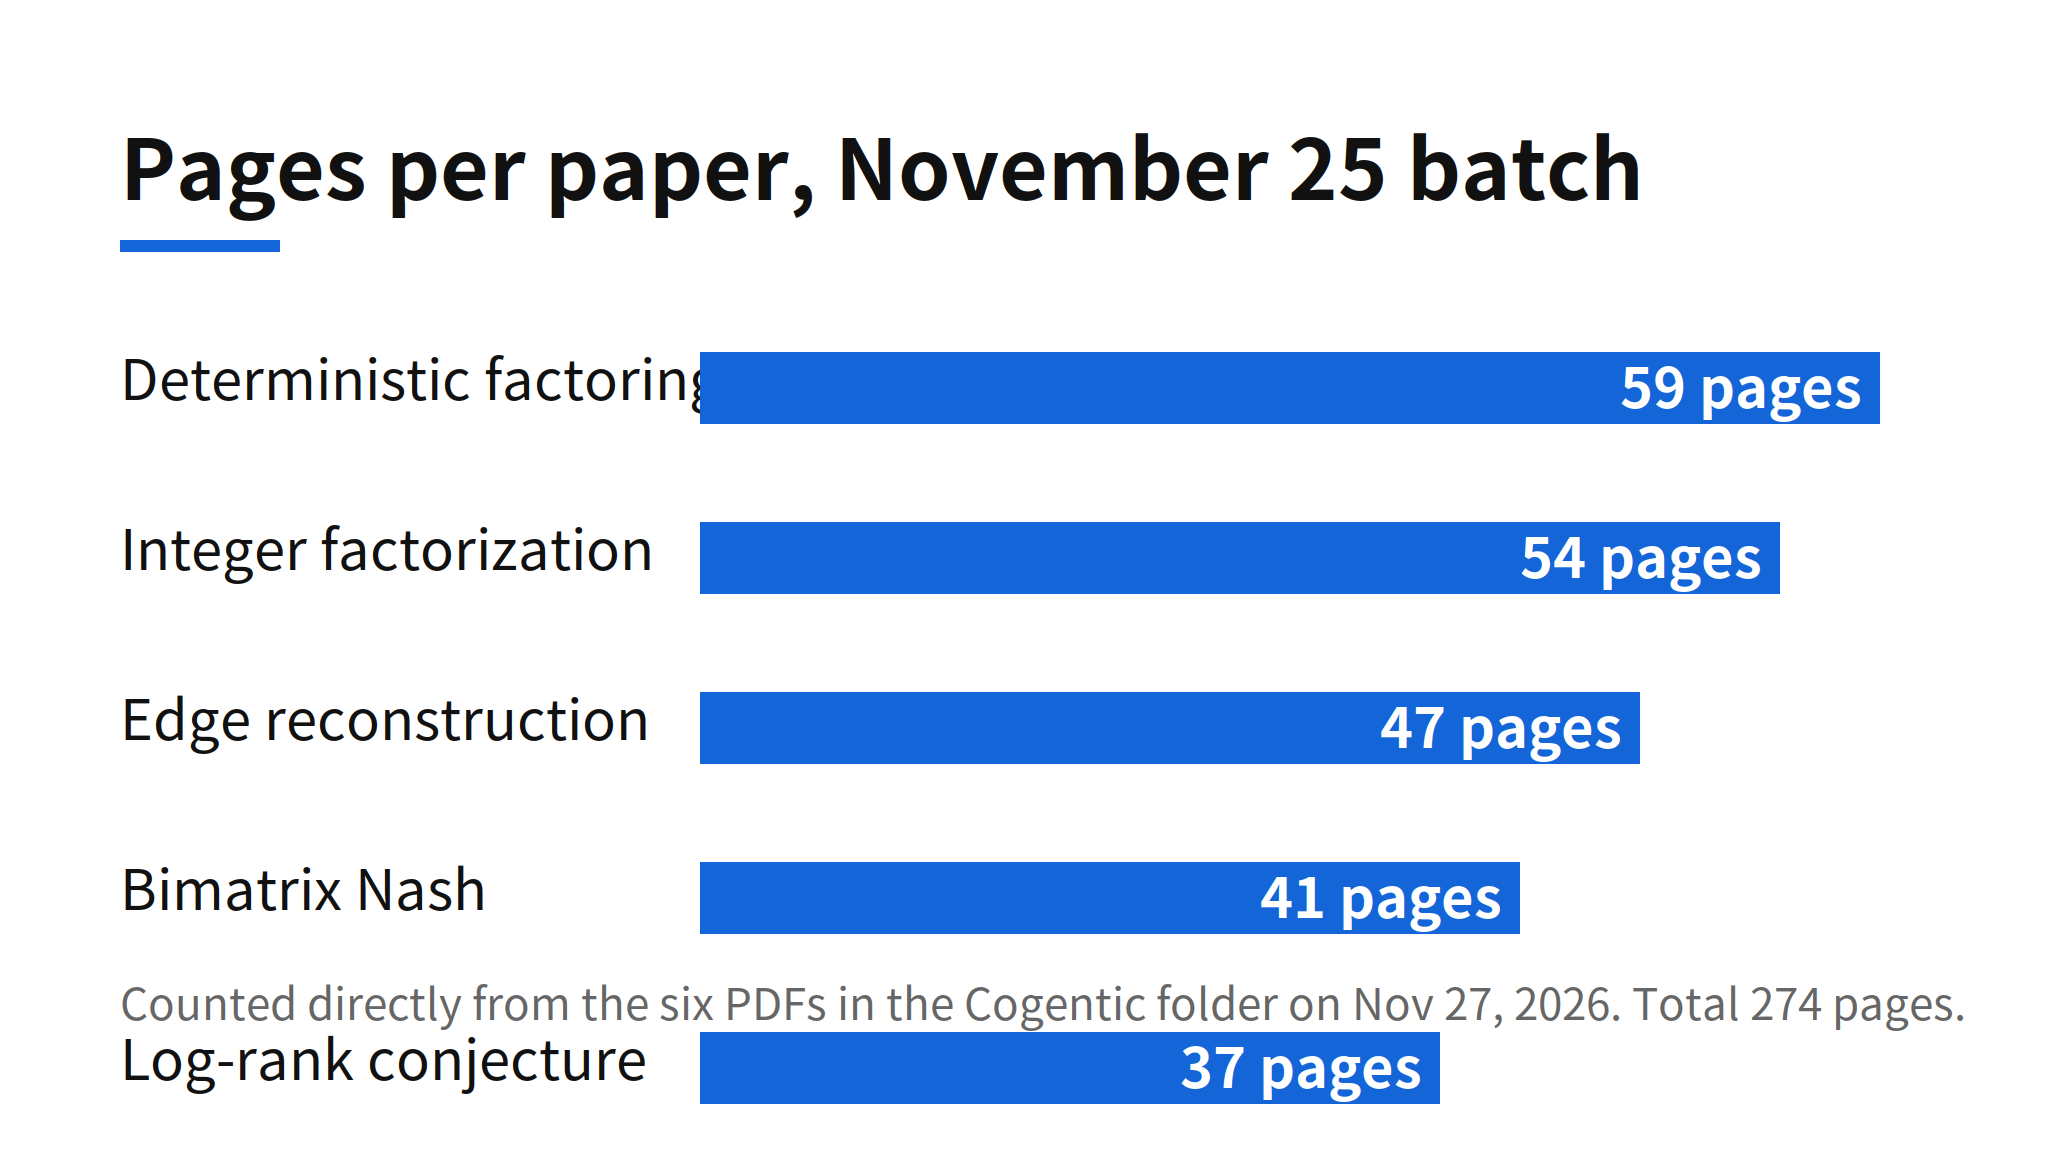 Pages per paper, November 25 batch
Deterministic factoring
59 pages
Integer factorization
54 pages
Edge reconstruction
47 pages
Bimatrix Nash
41 pages
Counted directly from the six PDFs in the Cogentic folder on Nov 27, 2026. Total 274 pages.
Log-rank conjecture
37 pages